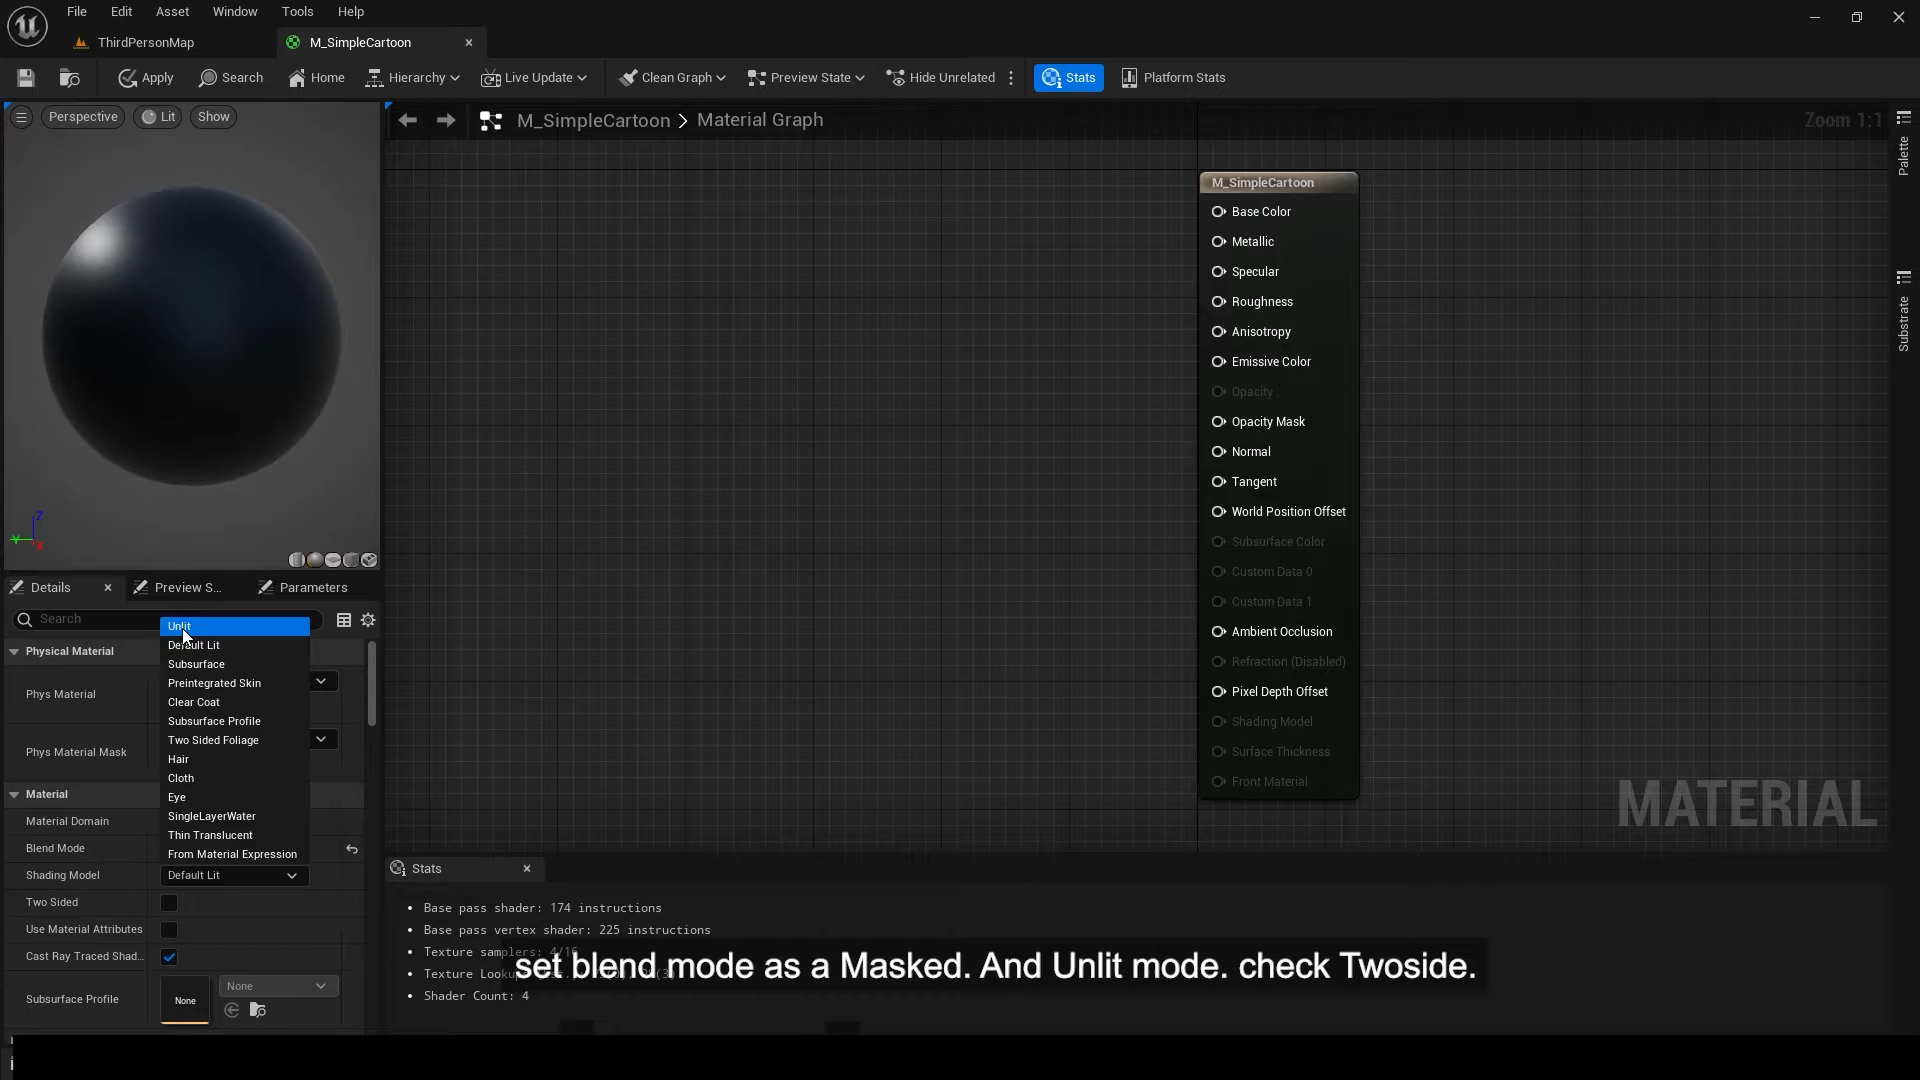 File Edit Asset Window Tools Help
ThirdPersonMap
M_SimpleCartoon
Apply Search Home Hierarchy Live Update Clean Graph Preview State Hide Unrelated Stats Platform Stats
Perspective Lit Show
M_SimpleCartoon > Material Graph
Zoom 1:1
Palette
Substrate
M_SimpleCartoon
Base Color
Metallic
Specular
Roughness
Anisotropy
Emissive Color
Opacity
Opacity Mask
Normal
Tangent
World Position Offset
Subsurface Color
Custom Data 0
Custom Data 1
Ambient Occlusion
Refraction (Disabled)
Pixel Depth Offset
Shading Model
Surface Thickness
Front Material
MATERIAL
Z
Y
Details Preview S... Parameters
Search
Unlit
Default Lit
Subsurface
Preintegrated Skin
Clear Coat
Subsurface Profile
Two Sided Foliage
Hair
Cloth
Eye
SingleLayerWater
Thin Translucent
From Material Expression
Physical Material
Phys Material
Phys Material Mask
Material
Material Domain
Blend Mode
Shading Model Default Lit
Two Sided
Use Material Attributes
Cast Ray Traced Shad...
Subsurface Profile None None
Stats
Base pass shader: 174 instructions
Base pass vertex shader: 225 instructions
Texture samplers: 4/16
Shader Count: 4
set blend mode as a Masked. And Unlit mode. check Twoside.